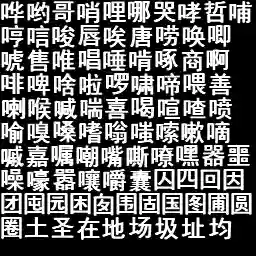 哗哟哥哨哩哪哭哮哲哺
哼唁唆唇唉唐唠唤唧
唬售唯唱唾啃啄商啊
啡啤啥啦啰啸啼喂善
喇喉喊喘喜喝喧喳喷
喻嗅嗓嗜嗡嗤嗦嗽嘀
嘁嘉嘱嘲嘴嘶嘹嘿器噩
噪嚎嚣嚷嚼囊囚四回因
团囤园困囱围固国图圃圆
圈土圣在地场圾址均